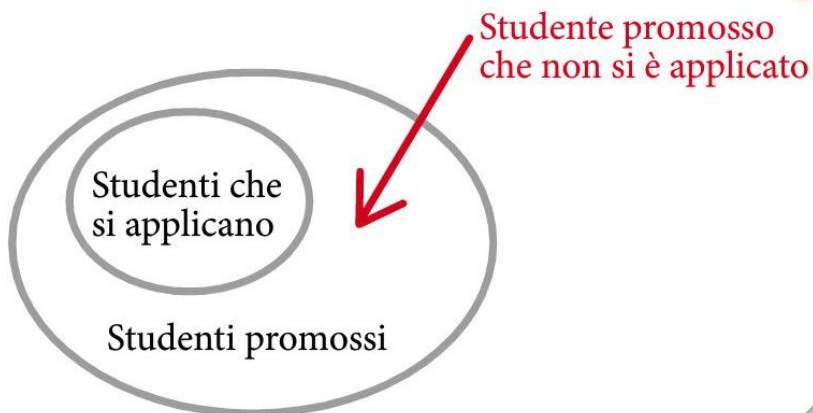 Studente promosso
che non si è applicato
Studenti che
si applicano
Studenti promossi